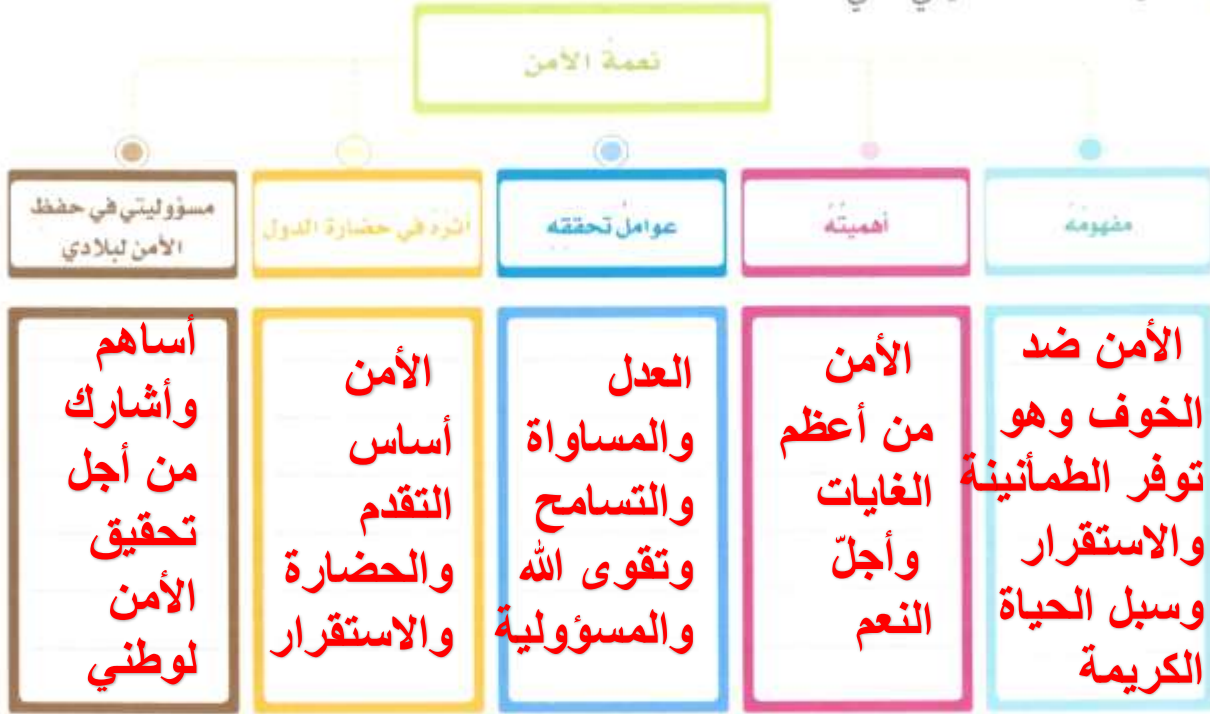 نعمة الأمن
مفهومه
أهميته
عوامل تحققه
أثره في حضارة الدول
مسؤوليتي في حفظ
الأمن لبلادي
الأمن ضد
الخوف وهو
توفر الطمأنينة
والاستقرار
وسبل الحياة
الكريمة
الأمن
من أعظم
الغايات
وأجلّ
النعم
العدل
والمساواة
والتسامح
وتقوى الله
والمسؤولية
الأمن
أساس
التقدم
والحضارة
والاستقرار
أساهم
وأشارك
من أجل
تحقيق
الأمن
لوطني